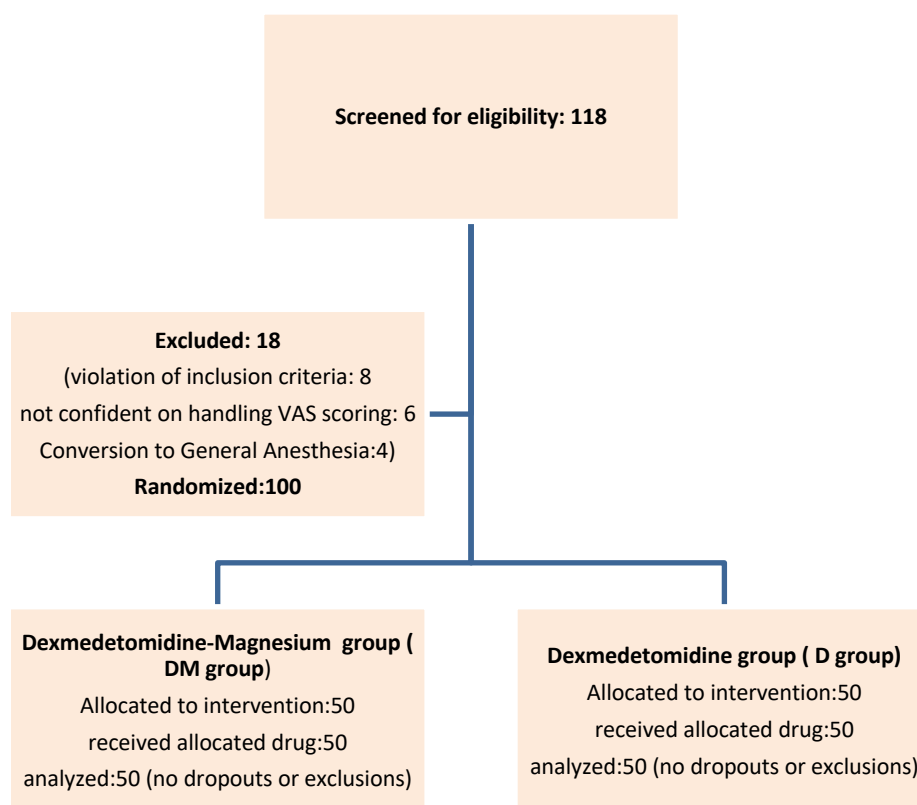 Screened for eligibility: 118
Excluded: 18
(violation of inclusion criteria: 8
not confident on handling VAS scoring: 6
Conversion to General Anesthesia:4)
Randomized:100
Dexmedetomidine-Magnesium group (
DM group)
Allocated to intervention:50
received allocated drug:50
analyzed:50 (no dropouts or exclusions)
Dexmedetomidine group ( D group)
Allocated to intervention:50
received allocated drug:50
analyzed:50 (no dropouts or exclusions)